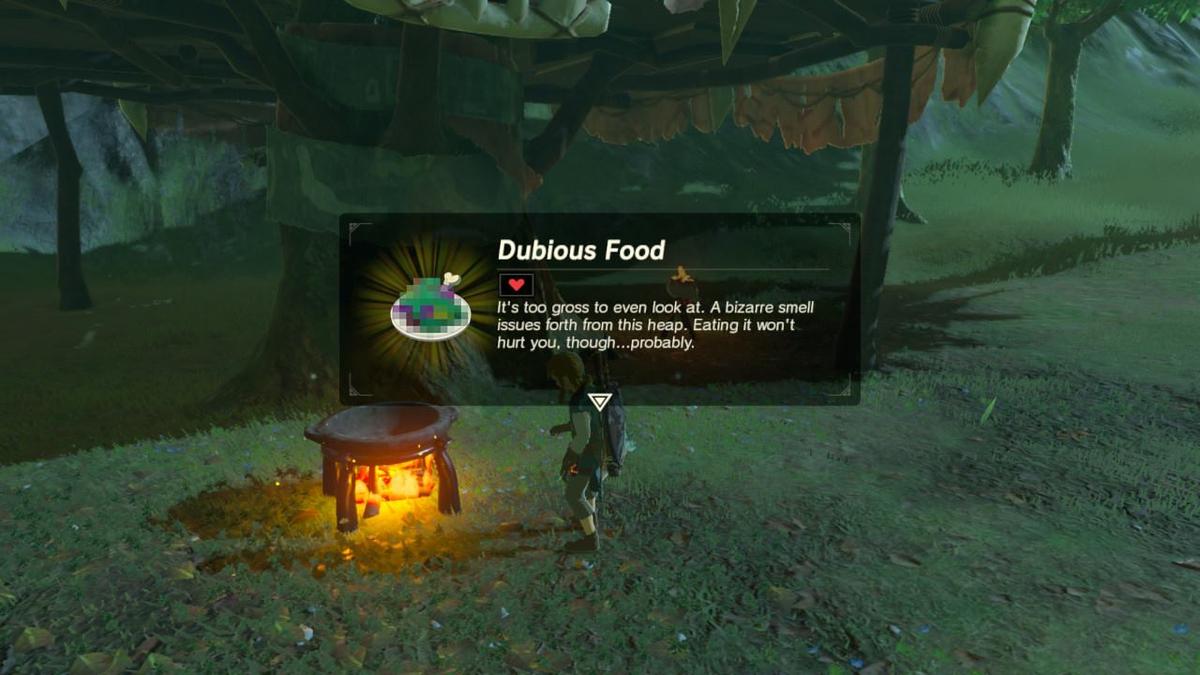 Dubious Food
It's too gross to even look at. A bizarre smell
issues forth from this heap. Eating it won't
hurt you, though...probably.